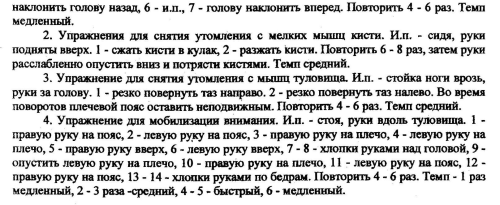 наклонить голову назад, 6 - и.п., 7 - голову наклонить вперед. Повторить 4 - 6 раз. Темп
медленный.
2. Упражнения для снятия утомления с мелких мышц кисти. И.п. - сидя, руки
подняты вверх. 1 - сжать кисти в кулак, 2 - разжать кисти. Повторить 6 - 8 раз, затем руки
расслабленно опустить вниз и потрясти кистями. Темп средний.
3. Упражнение для снятия утомления с мышц туловища. И.п. - стойка ноги врозь,
руки за голову. 1 - резко повернуть таз направо. 2 - резко повернуть таз налево. Во время
поворотов плечевой пояс оставить неподвижным. Повторить 4 - 6 раз. Темп средний.
4. Упражнение для мобилизации внимания. И.п. - стоя, руки вдоль туловища. 1 -
правую руку на пояс, 2 - левую руку на пояс, 3 - правую руку на плечо, 4 - левую руку на
плечо, 5 - правую руку вверх, 6 - левую руку вверх, 7 - 8 - хлопки руками над головой, 9 -
опустить левую руку на плечо, 10 - правую руку на плечо, 11 - левую руку на пояс, 12 -
правую руку на пояс, 13 - 14 - хлопки руками по бедрам. Повторить 4 - 6 раз. Темп - 1 раз
медленный, 2 - 3 раза -средний, 4 - 5 - быстрый, 6 - медленный.